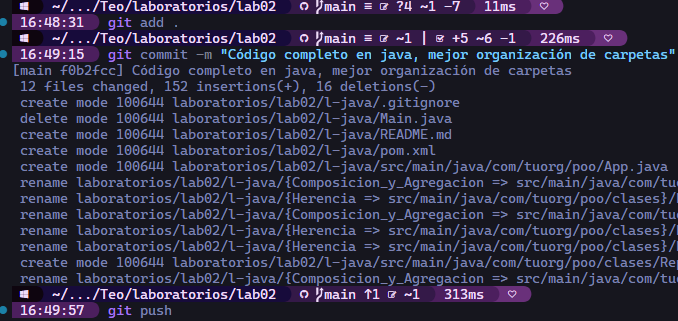 ~/.../Teo/laboratorios/lab02 main ≡ ?4 ~1 -7 11ms
16:48:31 git add .
~/.../Teo/laboratorios/lab02 main ≡ ~1 | +5 ~6 -1 226ms
16:49:15 git commit -m "Código completo en java, mejor organización de carpetas"
[main f0b2fcc] Código completo en java, mejor organización de carpetas
12 files changed, 152 insertions(+), 16 deletions(-)
create mode 100644 laboratorios/lab02/l-java/.gitignore
delete mode 100644 laboratorios/lab02/l-java/Main.java
create mode 100644 laboratorios/lab02/l-java/README.md
create mode 100644 laboratorios/lab02/l-java/pom.xml
create mode 100644 laboratorios/lab02/l-java/src/main/java/com/tuorg/poo/App.java
rename laboratorios/lab02/l-java/{Composicion_y_Agregacion => src/main/java/com/tuo
rename laboratorios/lab02/l-java/{Herencia => src/main/java/com/tuorg/poo/clases}/
rename laboratorios/lab02/l-java/{Composicion_y_Agregacion => src/main/java/com/tuo
rename laboratorios/lab02/l-java/{Herencia => src/main/java/com/tuorg/poo/clases}/
rename laboratorios/lab02/l-java/{Herencia => src/main/java/com/tuorg/poo/clases}/
create mode 100644 laboratorios/lab02/l-java/src/main/java/com/tuorg/poo/clases/Re
rename laboratorios/lab02/l-java/{Composicion_y_Agregacion => src/main/java/com/tuo
~/.../Teo/laboratorios/lab02 main ↑1 ~1 313ms
16:49:57 git push